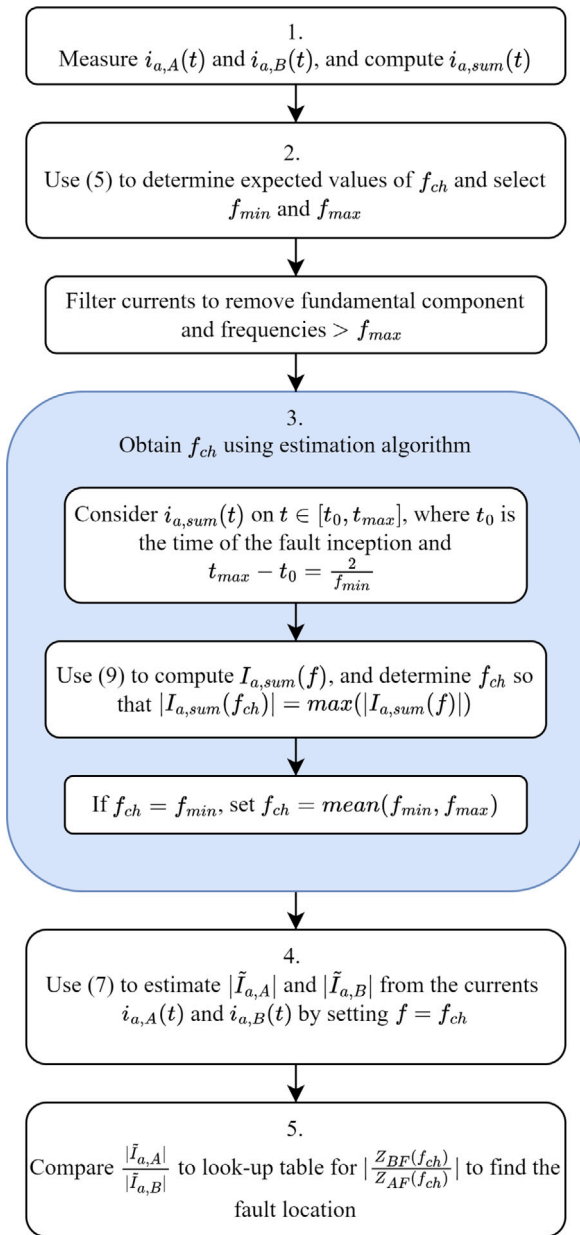 1.
Measure i_{a,A}(t) and i_{a,B}(t), and compute i_{a,sum}(t)
2.
Use (5) to determine expected values of f_{ch} and select
f_{min} and f_{max}
Filter currents to remove fundamental component
and frequencies > f_{max}
3.
Obtain f_{ch} using estimation algorithm
Consider i_{a,sum}(t) on t ∈ [t_0, t_{max}], where t_0 is
the time of the fault inception and
t_{max} − t_0 = \frac{2}{f_{min}}
Use (9) to compute I_{a,sum}(f), and determine f_{ch} so
that |I_{a,sum}(f_{ch})| = max(|I_{a,sum}(f)|)
If f_{ch} = f_{min}, set f_{ch} = mean(f_{min}, f_{max})
4.
Use (7) to estimate |\tilde{I}_{a,A}| and |\tilde{I}_{a,B}| from the currents
i_{a,A}(t) and i_{a,B}(t) by setting f = f_{ch}
5.
Compare \frac{|\tilde{I}_{a,A}|}{|\tilde{I}_{a,B}|} to look-up table for |\frac{Z_{BF}(f_{ch})}{Z_{AF}(f_{ch})}| to find the
fault location